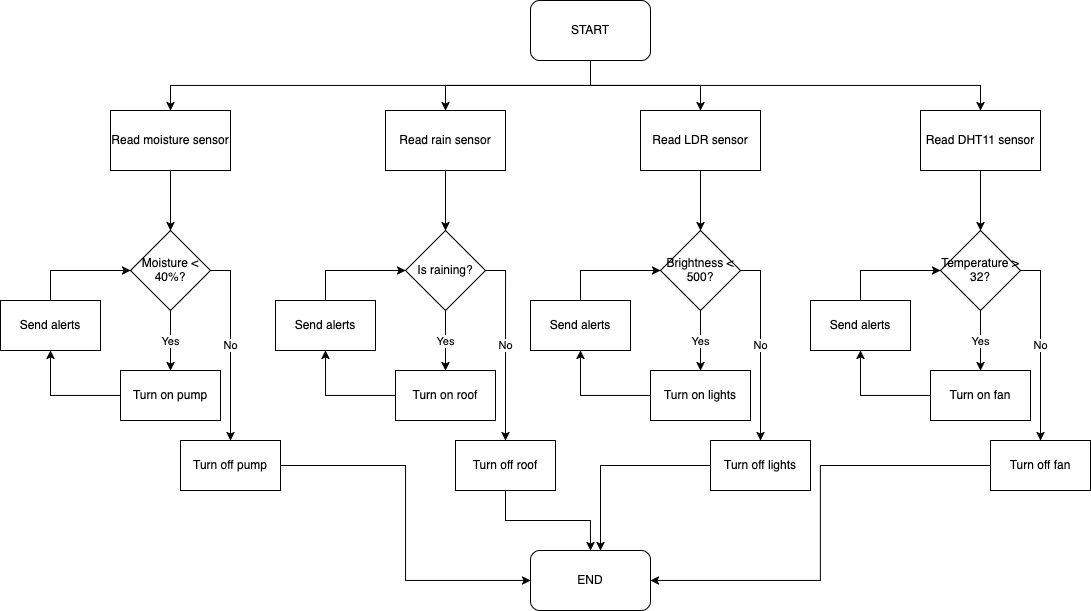 START
Read moisture sensor
Read rain sensor
Read LDR sensor
Read DHT11 sensor
Moisture <
40%?
Is raining?
Brightness <
500?
Temperature >
32?
Send alerts
Send alerts
Send alerts
Send alerts
Yes
No
Yes
No
Yes
No
Yes
No
Turn on pump
Turn on roof
Turn on lights
Turn on fan
Turn off pump
Turn off roof
Turn off lights
Turn off fan
END